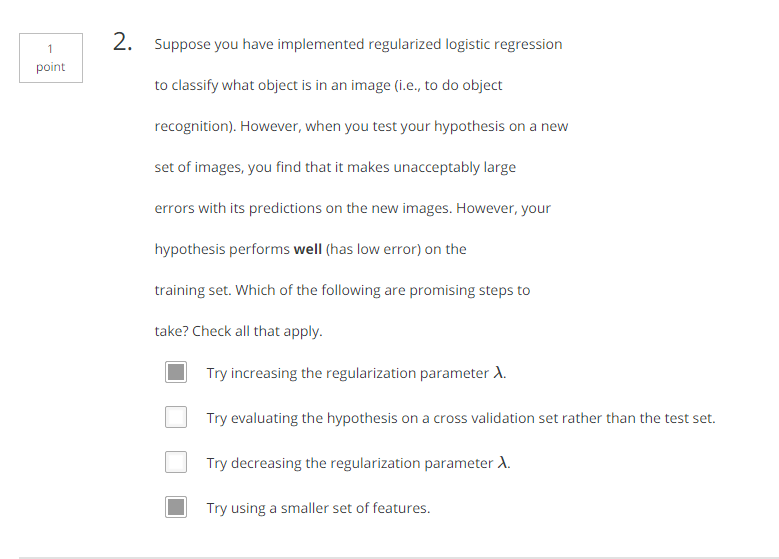 1
point
2.
Suppose you have implemented regularized logistic regression
to classify what object is in an image (i.e., to do object
recognition). However, when you test your hypothesis on a new
set of images, you find that it makes unacceptably large
errors with its predictions on the new images. However, your
hypothesis performs well (has low error) on the
training set. Which of the following are promising steps to
take? Check all that apply.
Try increasing the regularization parameter λ.
Try evaluating the hypothesis on a cross validation set rather than the test set.
Try decreasing the regularization parameter λ.
Try using a smaller set of features.